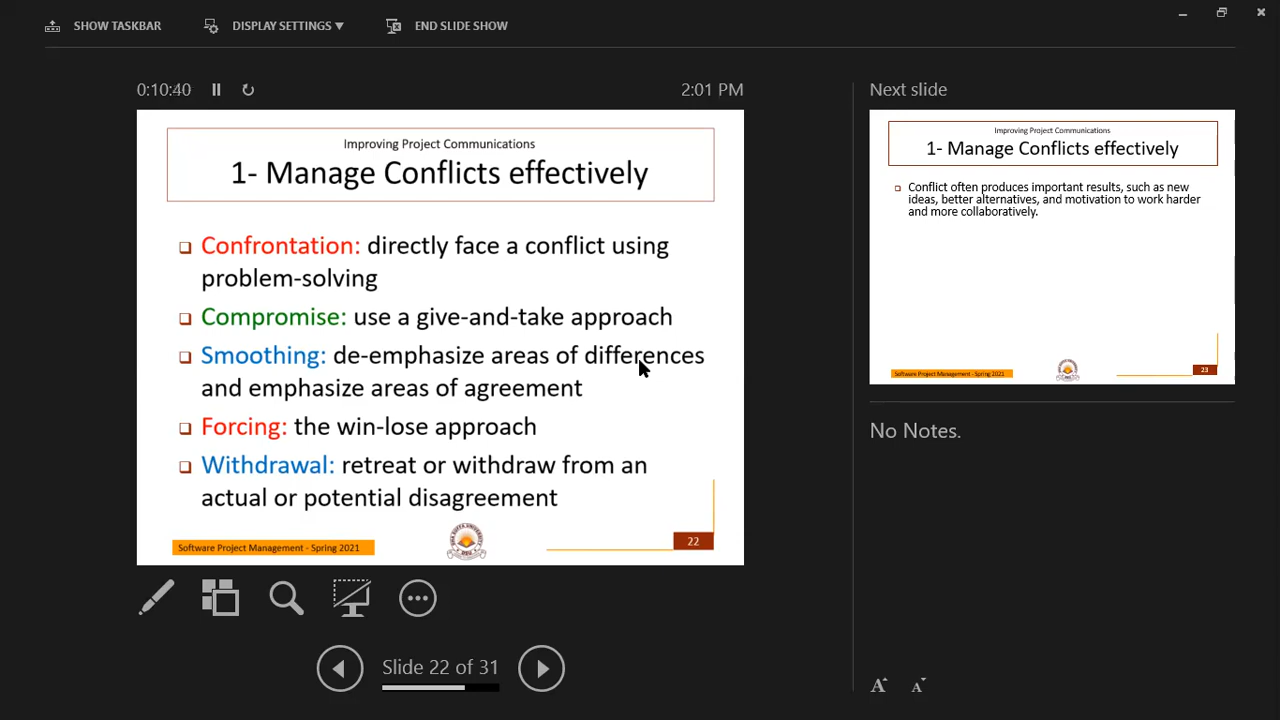 SHOW TASKBAR
DISPLAY SETTINGS ▼
END SLIDE SHOW
0:10:40
2:01 PM
Improving Project Communications
1- Manage Conflicts effectively
Confrontation: directly face a conflict using
problem-solving
Compromise: use a give-and-take approach
Smoothing: de-emphasize areas of differences
and emphasize areas of agreement
Forcing: the win-lose approach
Withdrawal: retreat or withdraw from an
actual or potential disagreement
Software Project Management - Spring 2021
22
Slide 22 of 31
Next slide
Improving Project Communications
1- Manage Conflicts effectively
Conflict often produces important results, such as new
ideas, better alternatives, and motivation to work harder
and more collaboratively.
Software Project Management - Spring 2021
23
No Notes.
A A